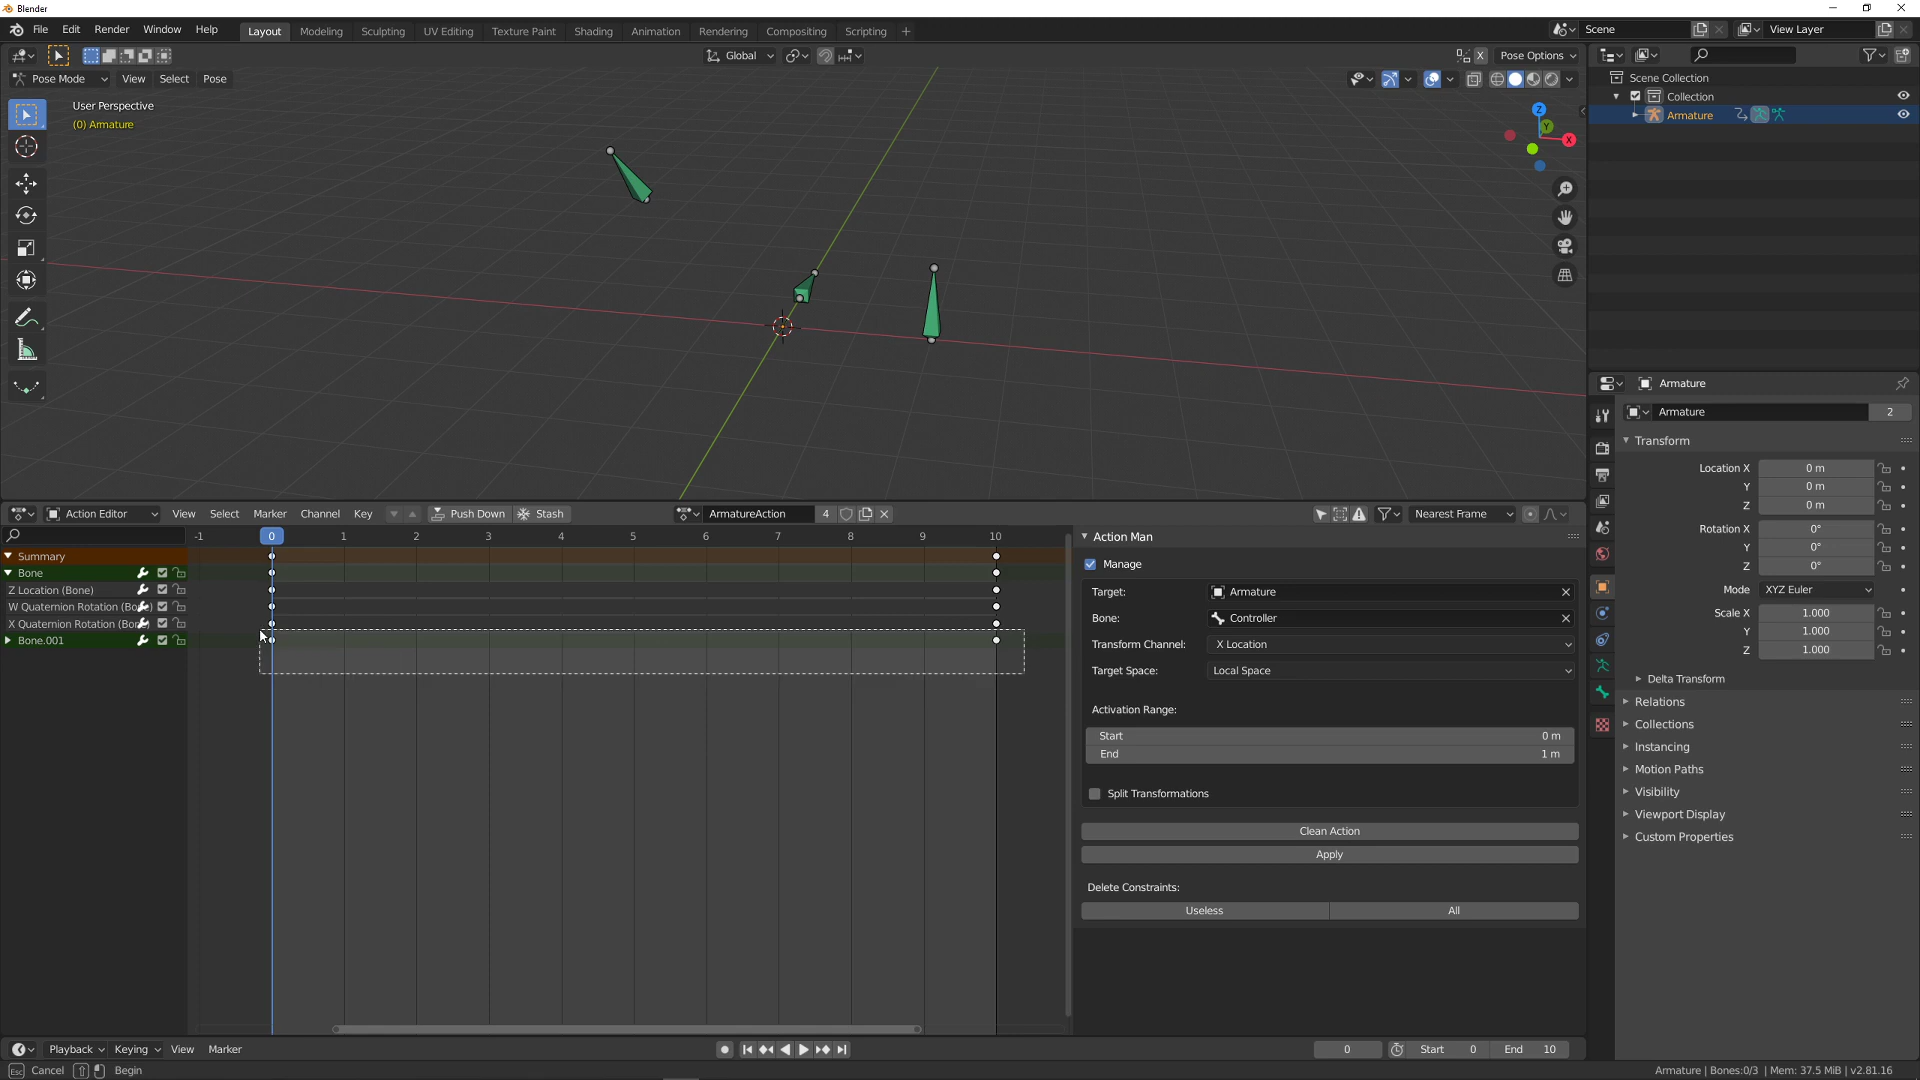 Blender
File Edit Render Window Help Layout Modeling Sculpting UV Editing Texture Paint Shading Animation Rendering Compositing Scripting + Scene View Layer
Global X Pose Options
Pose Mode View Select Pose
User Perspective
(0) Armature
Z
Y
X
Scene Collection
Collection
Armature
Armature
Armature 2
Transform
Location X 0 m
Y 0 m
Z 0 m
Rotation X 0°
Y 0°
Z 0°
Mode XYZ Euler
Scale X 1.000
Y 1.000
Z 1.000
Delta Transform
Relations
Collections
Instancing
Motion Paths
Visibility
Viewport Display
Custom Properties
Action Editor View Select Marker Channel Key Push Down Stash ArmatureAction 4 Nearest Frame
-1 0 1 2 3 4 5 6 7 8 9 10
Summary
Bone
Z Location (Bone)
W Quaternion Rotation (Bone)
X Quaternion Rotation (Bone)
Bone.001
Action Man
Manage
Target: Armature
Bone: Controller
Transform Channel: X Location
Target Space: Local Space
Activation Range:
Start 0 m
End 1 m
Split Transformations
Clean Action
Apply
Delete Constraints:
Useless All
Playback Keying View Marker 0 Start 0 End 10
Esc Cancel Begin Armature | Bones:0/3 | Mem: 37.5 MiB | v2.81.16